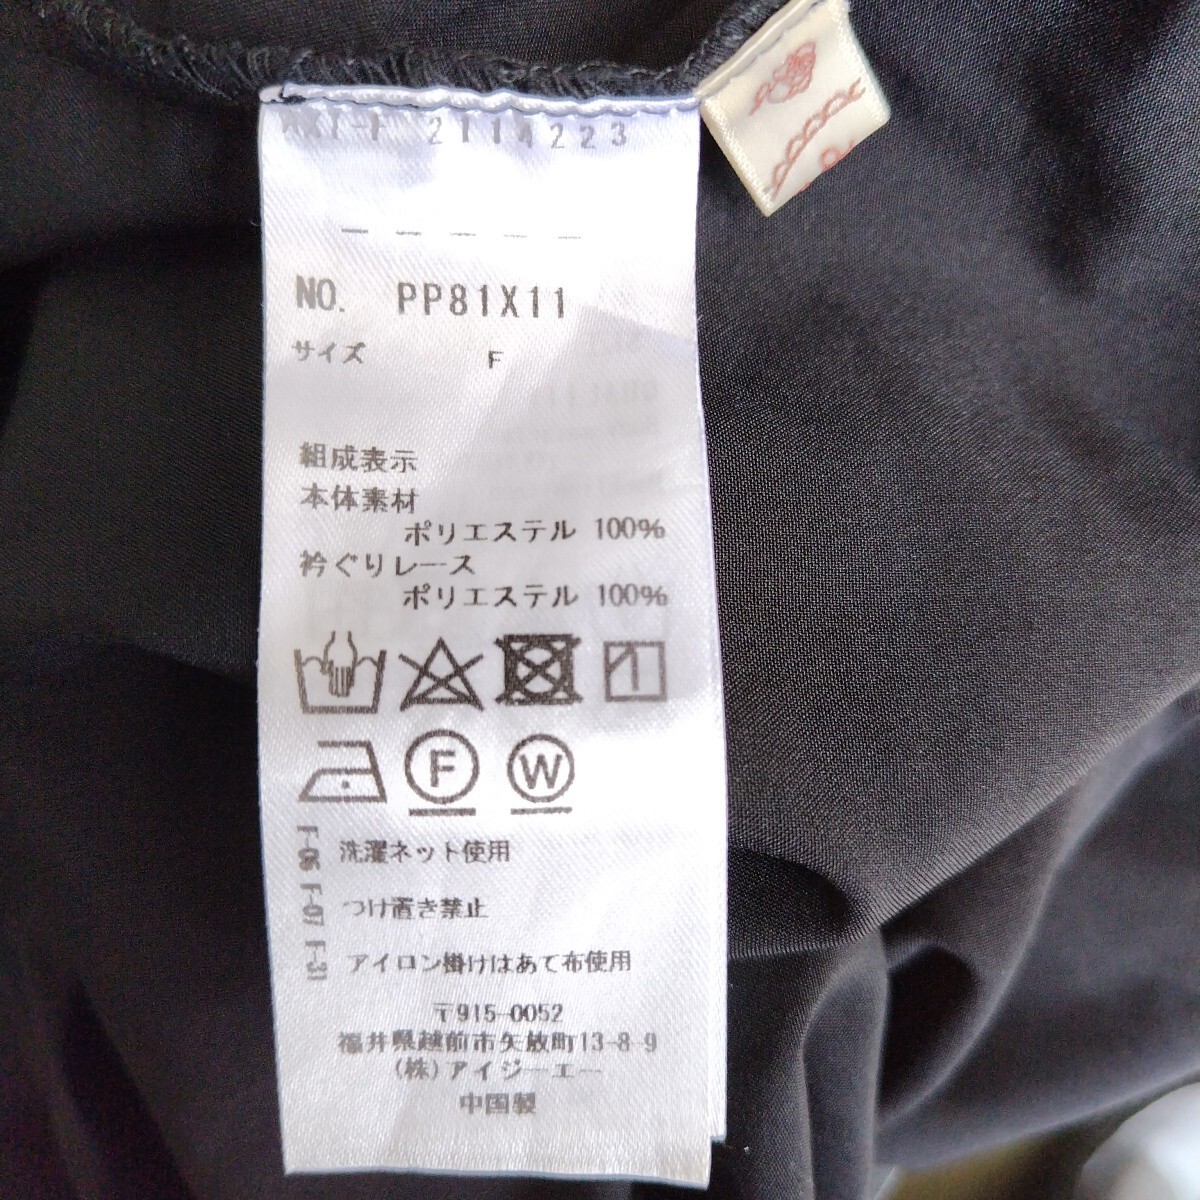 2114223
— — — — —
NO. PP81X11
サイズ F
組成表示
本体素材
ポリエステル 100%
衿ぐりレース
ポリエステル 100%
F
W
F-06 F-07 F-31
洗濯ネット使用
つけ置き禁止
アイロン掛けはあて布使用
〒915-0052
福井県越前市矢放町13-8-9
(株)アイジーエー
中国製